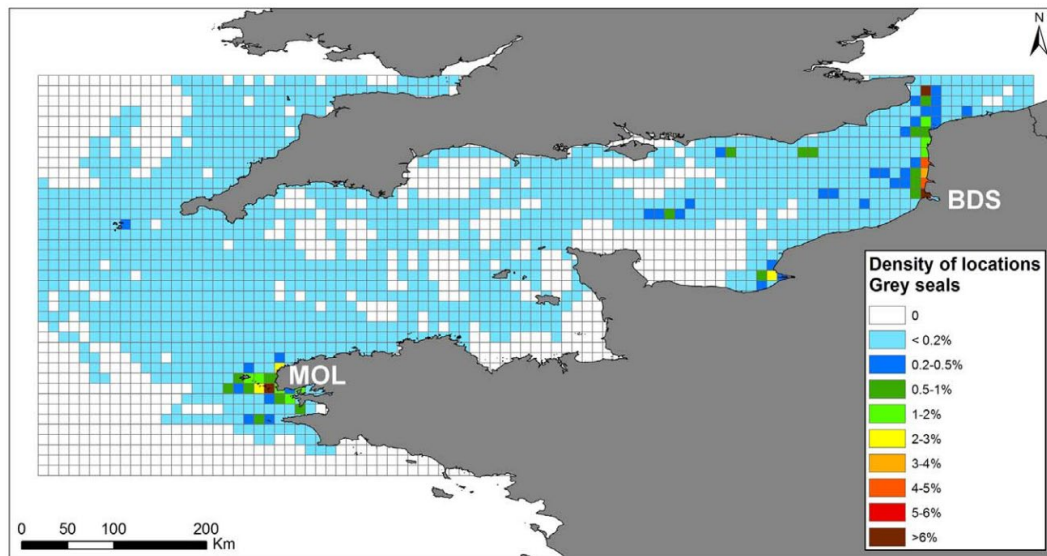 N
BDS
MOL
Density of locations
Grey seals
0
< 0.2%
0.2-0.5%
0.5-1%
1-2%
2-3%
3-4%
4-5%
5-6%
>6%
0 50 100 200
Km